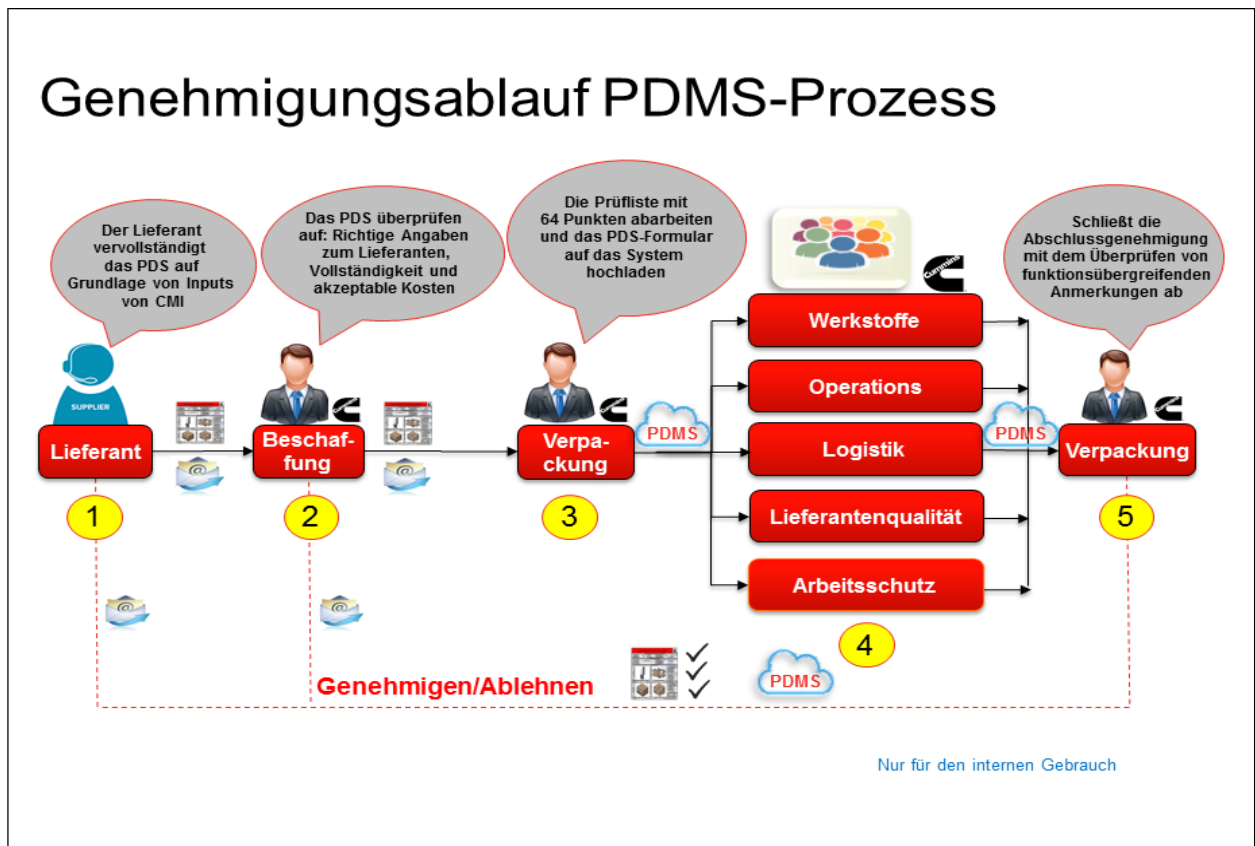 Genehmigungsablauf PDMS-Prozess
Der Lieferant
vervollständigt
das PDS auf
Grundlage von Inputs
von CMI
Das PDS überprüfen
auf: Richtige Angaben
zum Lieferanten,
Vollständigkeit und
akzeptable Kosten
Die Prüfliste mit
64 Punkten abarbeiten
und das PDS-Formular
auf das System
hochladen
Schließt die
Abschlussgenehmigung
mit dem Überprüfen von
funktionsübergreifenden
Anmerkungen ab
SUPPLIER
Lieferant
1
Cummins
Beschaf-
fung
2
Cummins
Verpa-
ckung
3
PDMS
Cummins
Werkstoffe
Operations
Logistik
Lieferantenqualität
Arbeitsschutz
4
PDMS
Cummins
Verpackung
5
Genehmigen/Ablehnen
PDMS
Nur für den internen Gebrauch